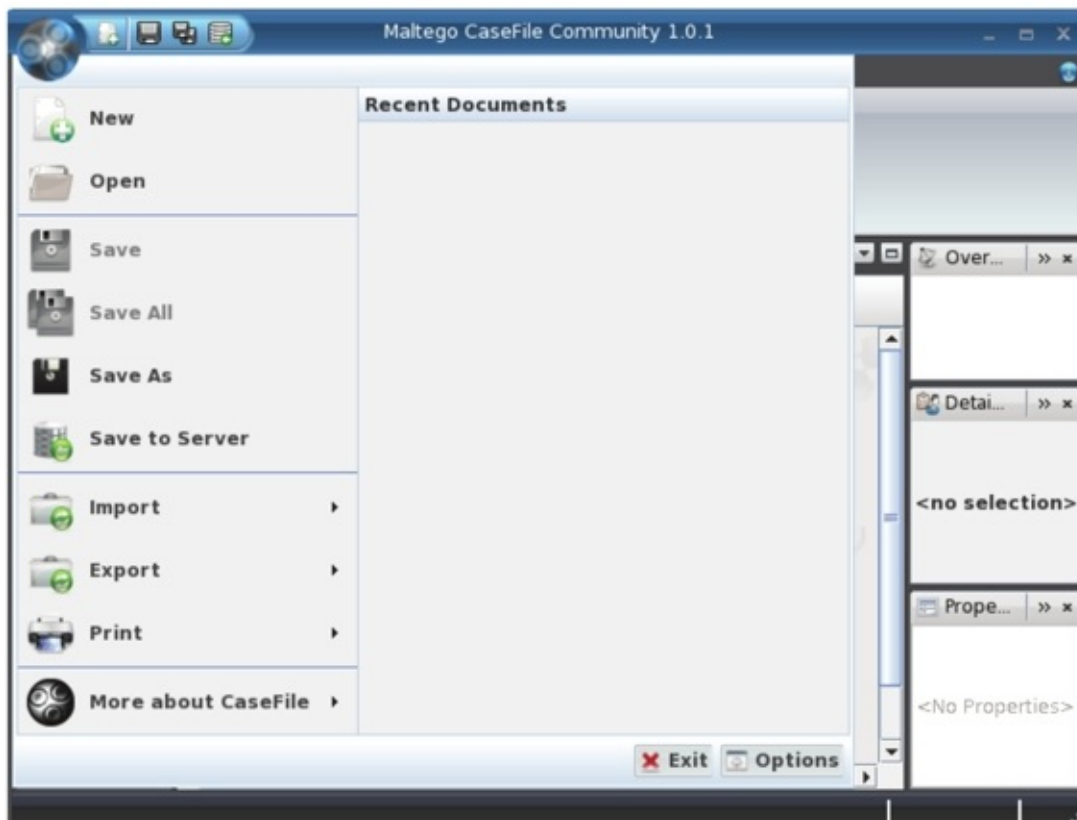 Maltego CaseFile Community 1.0.1
New
Open
Save
Save All
Save As
Save to Server
Import
Export
Print
More about CaseFile
Recent Documents
Exit
Options
Over...
Detai...
<no selection>
Prope...
<No Properties>